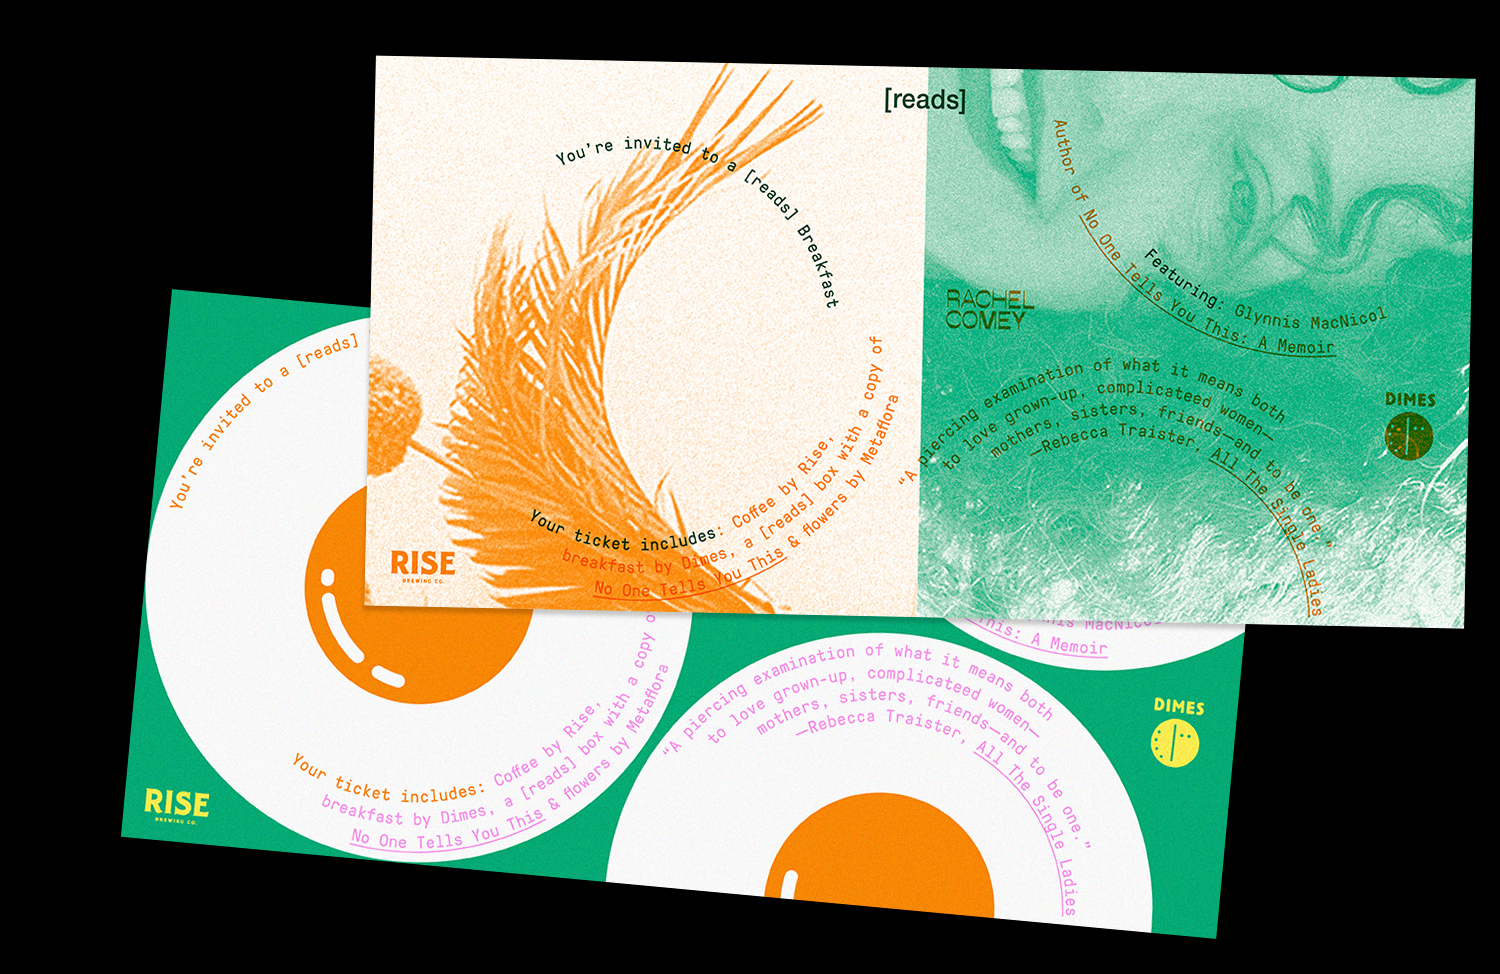 [reads]
You're invited to a [reads] Breakfast
Your ticket includes: Coffee by Rise,
breakfast by Dimes, a [reads] box with a copy of
No One Tells You This & flowers by Metaflora
RISE
BREWING CO.
Author of No One Tells You This: A Memoir
Featuring: Glynnis MacNicol
RACHEL
COMEY
“A piercing examination of what it means both
to love grown-up, complicateed women—
mothers, sisters, friends—and to be one.”
—Rebecca Traister, All The Single Ladies
DIMES
You're invited to a [reads]
Your ticket includes: Coffee by Rise,
breakfast by Dimes, a [reads] box with a copy o
No One Tells You This & flowers by Metaflora
RISE
BREWING CO.
MacNicol
This: A Memoir
“A piercing examination of what it means both
to love grown-up, complicateed women—
mothers, sisters, friends—and to be one.”
—Rebecca Traister, All The Single Ladies
DIMES